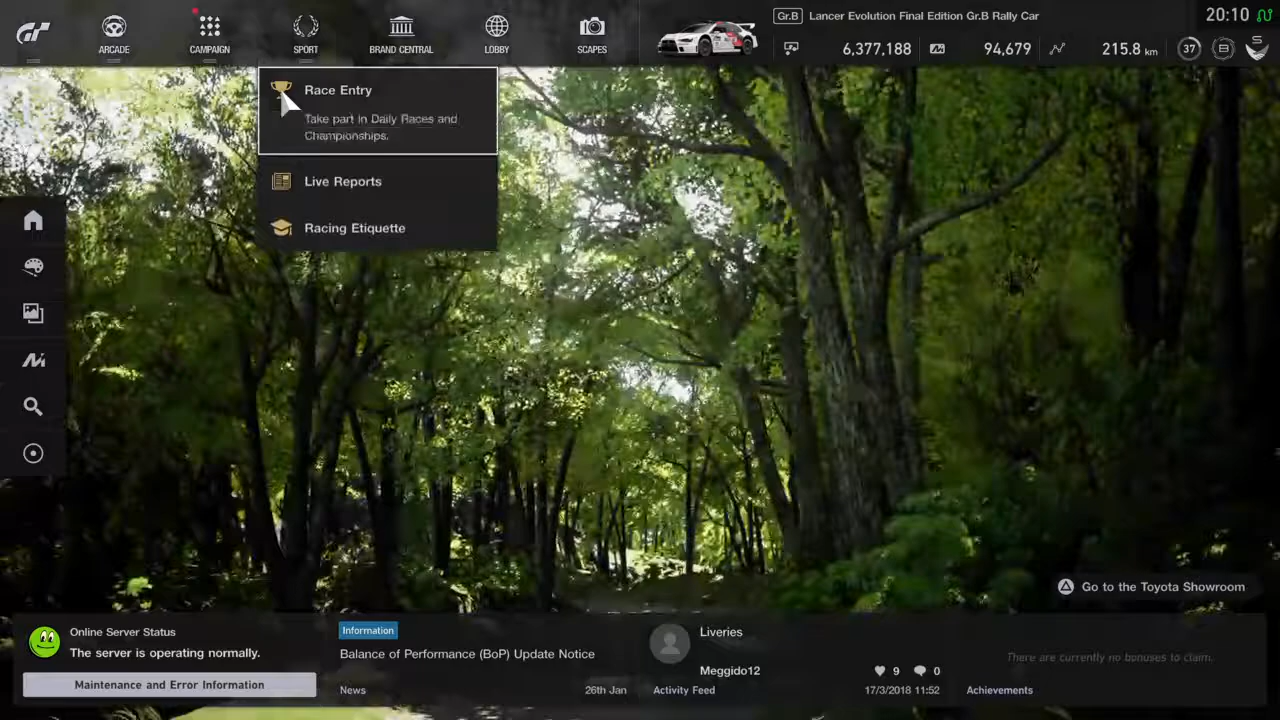 GT
ARCADE
CAMPAIGN
SPORT
BRAND CENTRAL
LOBBY
SCAPES
Gr.B Lancer Evolution Final Edition Gr.B Rally Car
6,377,188
94,679
215.8 km
37
B
S
20:10
Race Entry
Take part in Daily Races and
Championships.
Live Reports
Racing Etiquette
Go to the Toyota Showroom
Online Server Status
The server is operating normally.
Maintenance and Error Information
Information
Balance of Performance (BoP) Update Notice
News 26th Jan
Liveries
Meggido12
9 0
Activity Feed 17/3/2018 11:52
There are currently no bonuses to claim.
Achievements